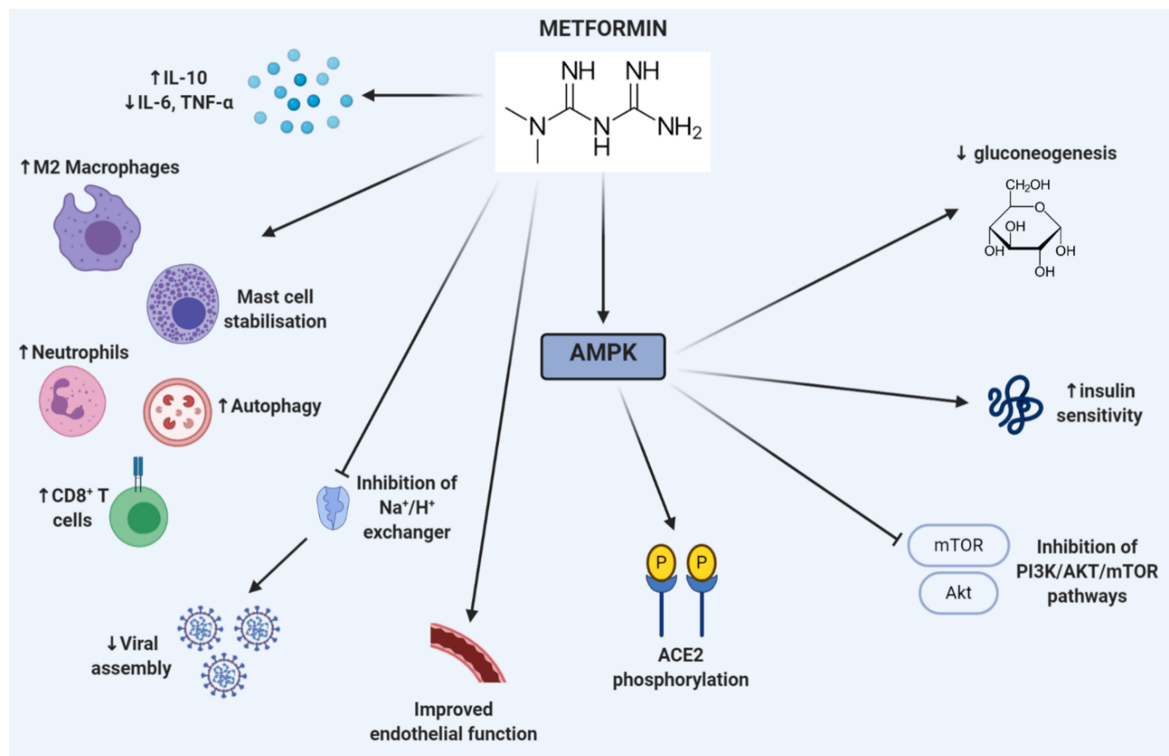 METFORMIN
NH NH
N N NH₂
H
↑IL-10
↓IL-6, TNF-α
↑M2 Macrophages
Mast cell
stabilisation
↑Neutrophils
↑Autophagy
↑CD8⁺ T
cells
Inhibition of
Na⁺/H⁺
exchanger
↓Viral
assembly
Improved
endothelial function
AMPK
P P
ACE2
phosphorylation
↓ gluconeogenesis
CH₂OH
O
OH
OH OH
OH
↑insulin
sensitivity
mTOR
Akt
Inhibition of
PI3K/AKT/mTOR
pathways